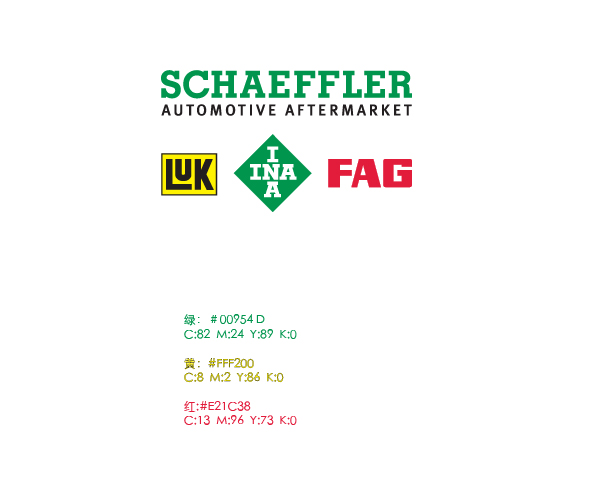 SCHAEFFLER
AUTOMOTIVE AFTERMARKET
LuK
INA
INA
FAG
绿: #00954D
C:82 M:24 Y:89 K:0
黄: #FFF200
C:8 M:2 Y:86 K:0
红:#E21C38
C:13 M:96 Y:73 K:0